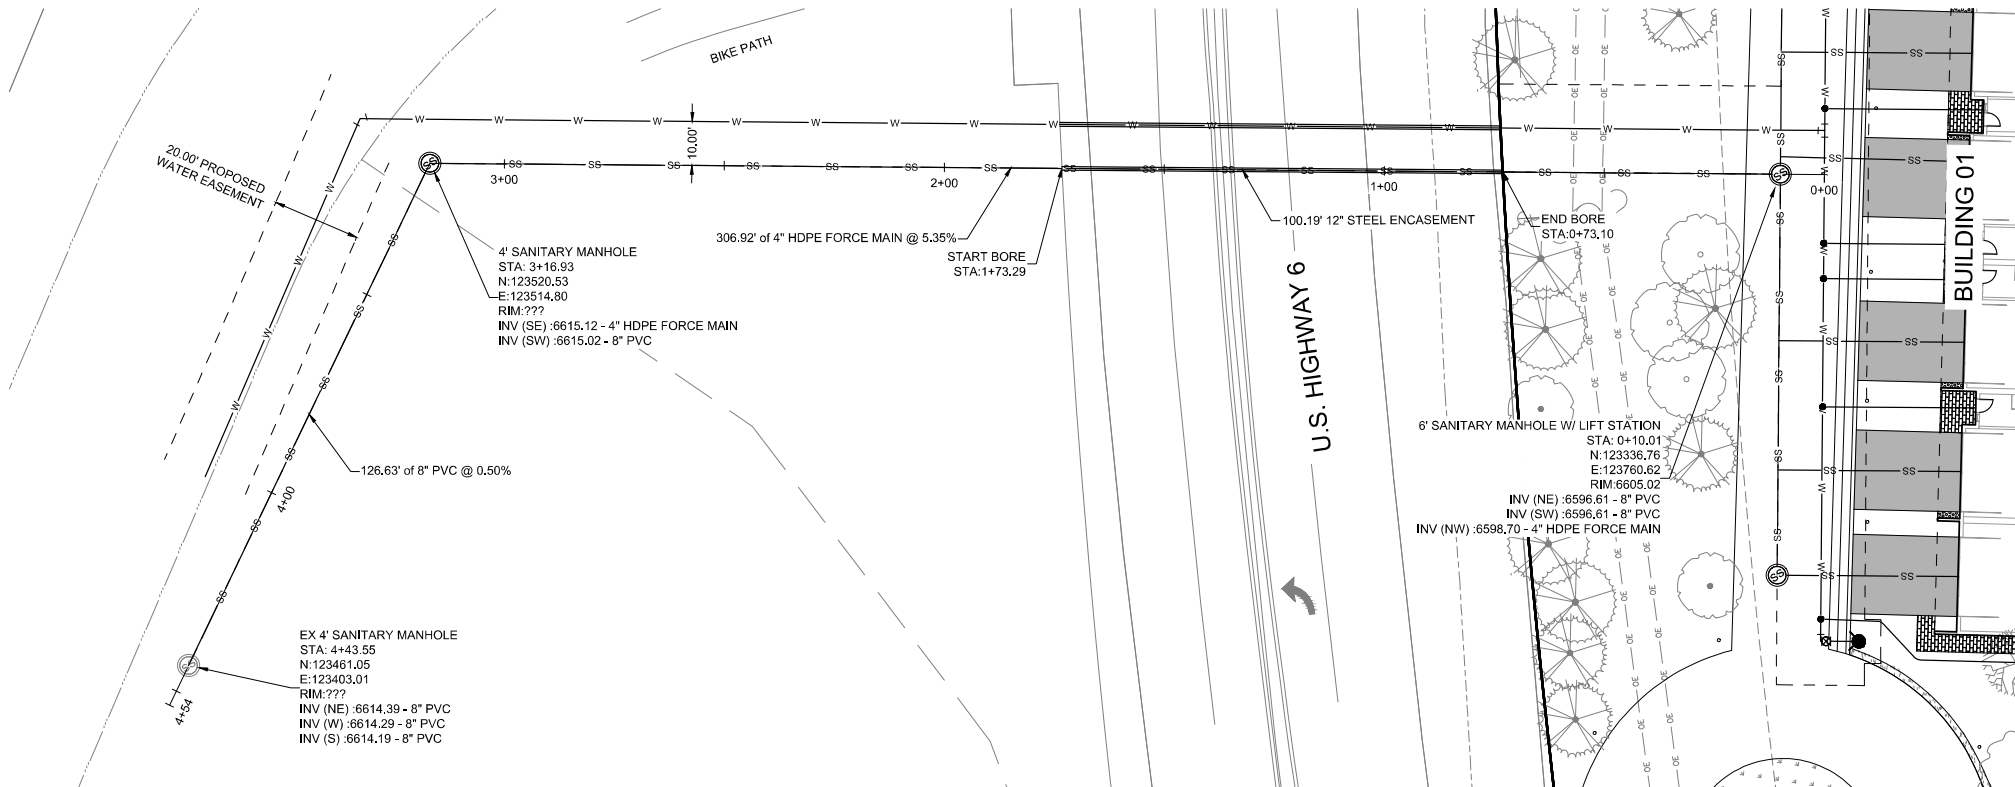 BIKE PATH
20.00' PROPOSED
WATER EASEMENT
10.00'
3+00
2+00
1+00
0+00
4' SANITARY MANHOLE
STA: 3+16.93
N:123520.53
E:123514.80
RIM:???
INV (SE) :6615.12 - 4" HDPE FORCE MAIN
INV (SW) :6615.02 - 8" PVC
306.92' of 4" HDPE FORCE MAIN @ 5.35%
START BORE
STA:1+73.29
100.19' 12" STEEL ENCASEMENT
END BORE
STA:0+73.10
U.S. HIGHWAY 6
BUILDING 01
6' SANITARY MANHOLE W/ LIFT STATION
STA: 0+10.01
N:123336.76
E:123760.62
RIM:6605.02
INV (NE) :6596.61 - 8" PVC
INV (SW) :6596.61 - 8" PVC
INV (NW) :6598.70 - 4" HDPE FORCE MAIN
126.63' of 8" PVC @ 0.50%
4+00
EX 4' SANITARY MANHOLE
STA: 4+43.55
N:123461.05
E:123403.01
RIM:???
INV (NE) :6614.39 - 8" PVC
INV (W) :6614.29 - 8" PVC
INV (S) :6614.19 - 8" PVC
4+54